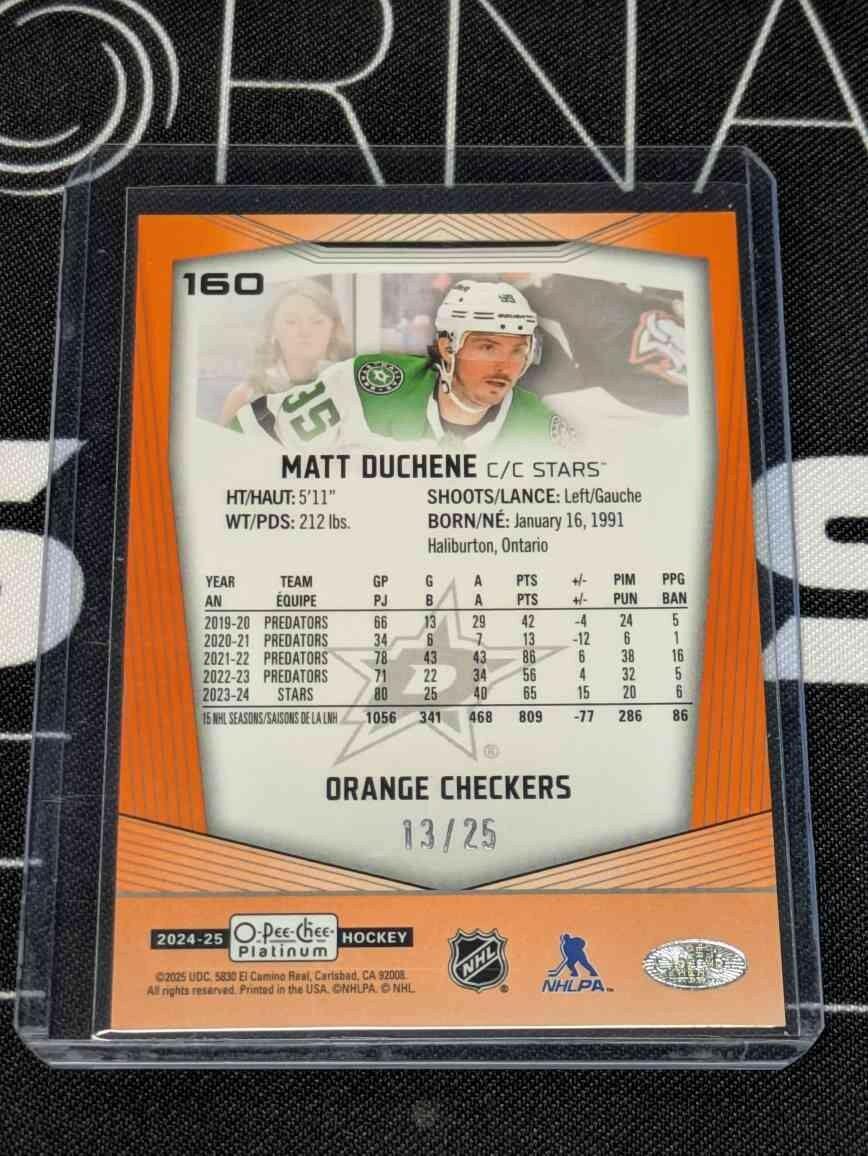 RNA
160
95
35
MATT DUCHENE C/C STARS™
HT/HAUT: 5'11" SHOOTS/LANCE: Left/Gauche
WT/PDS: 212 lbs. BORN/NÉ: January 16, 1991
Haliburton, Ontario
YEAR TEAM GP G A PTS +/- PIM PPG
AN ÉQUIPE PJ B A PTS +/- PUN BAN
2019-20 PREDATORS 66 13 29 42 -4 24 5
2020-21 PREDATORS 34 6 7 13 -12 6 1
2021-22 PREDATORS 78 43 43 86 6 38 16
2022-23 PREDATORS 71 22 34 56 4 32 5
2023-24 STARS 80 25 40 65 15 20 6
15 NHL SEASONS/SAISONS DE LA LNH 1056 341 468 809 -77 286 86
D
®
ORANGE CHECKERS
13/25
2024-25 O-Pee-Chee Platinum HOCKEY
©2025 UDC, 5830 El Camino Real, Carlsbad, CA 92008.
All rights reserved. Printed in the USA. ©NHLPA. © NHL.
NHL ®
NHLPA™